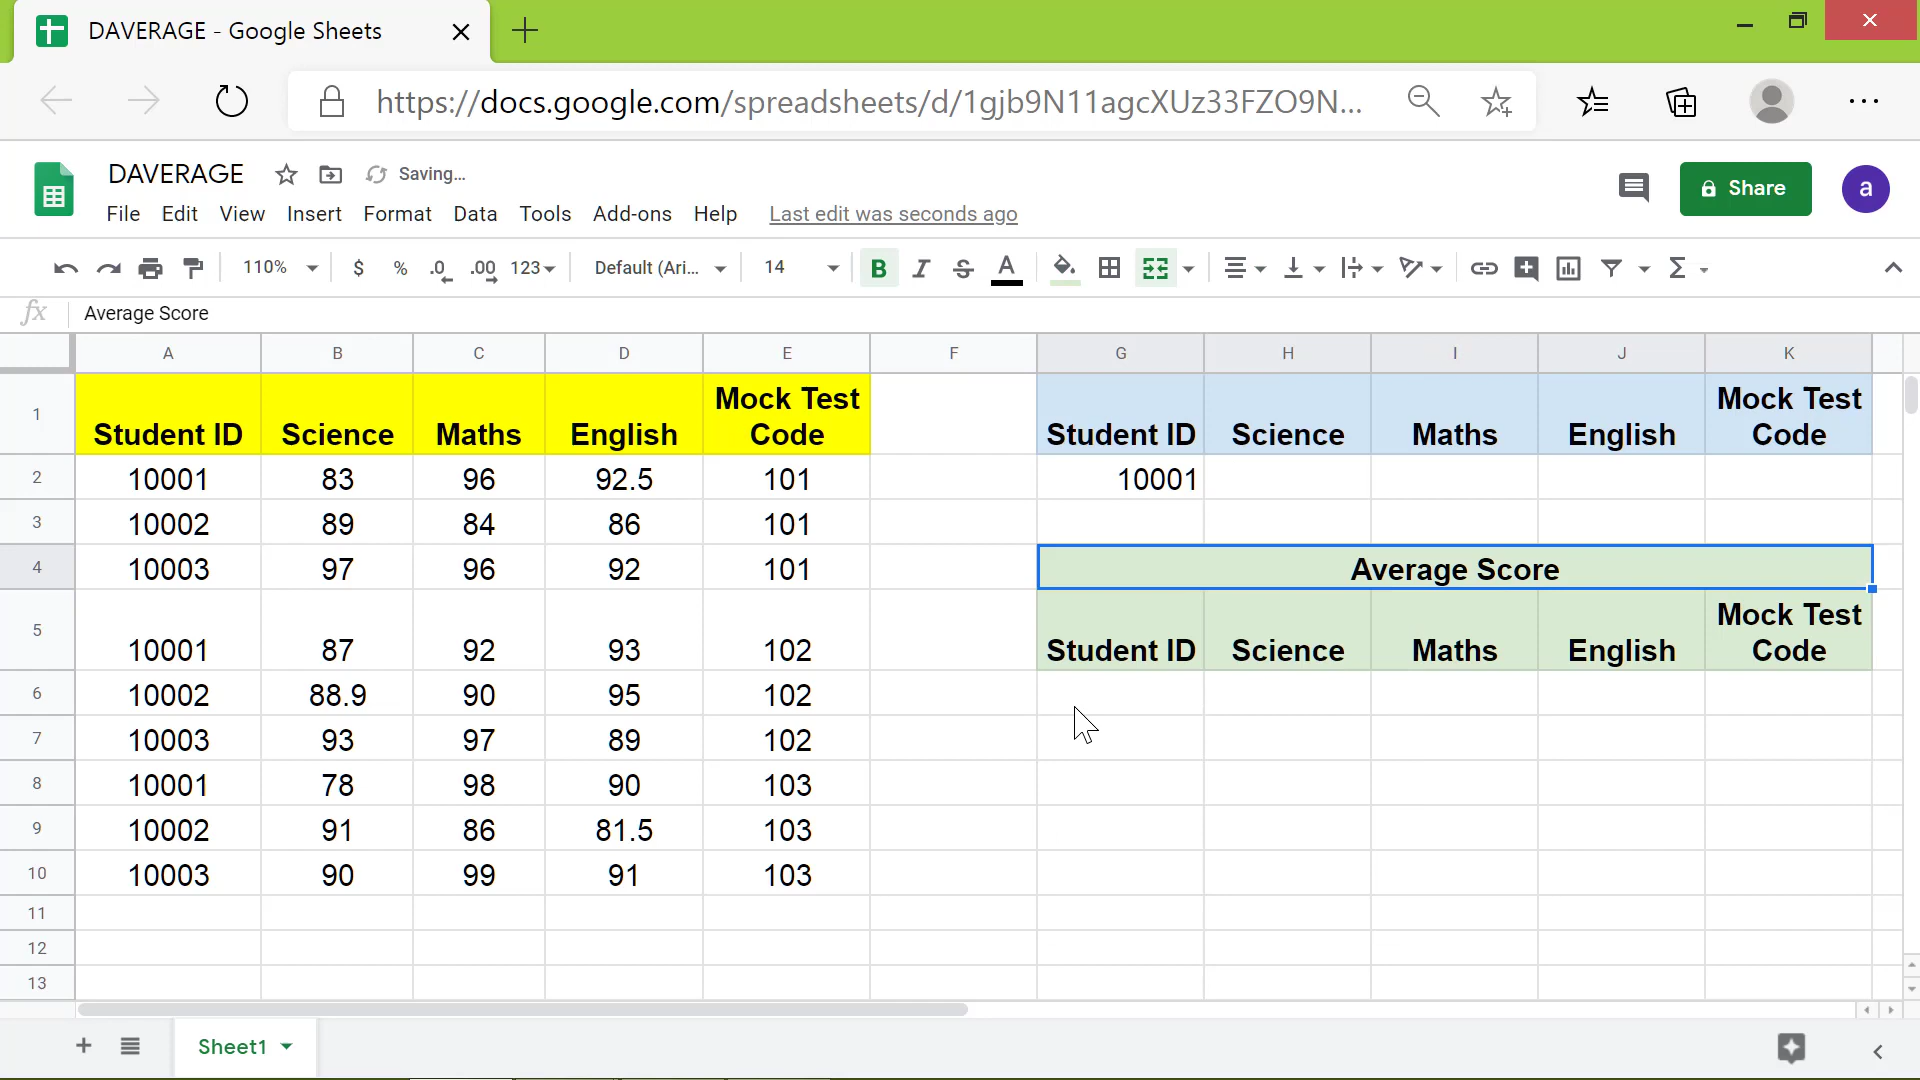 DAVERAGE - Google Sheets
https://docs.google.com/spreadsheets/d/1gjb9N11agcXUz33FZO9N...
DAVERAGE Saving...
File Edit View Insert Format Data Tools Add-ons Help Last edit was seconds ago
Share a
110% $ % .0 .00 123 Default (Ari... 14 B I S A Σ
fx Average Score
A B C D E F G H I J K
1 Student ID Science Maths English Mock Test Code Student ID Science Maths English Mock Test Code
2 10001 83 96 92.5 101 10001
3 10002 89 84 86 101
4 10003 97 96 92 101 Average Score
5 10001 87 92 93 102 Student ID Science Maths English Mock Test Code
6 10002 88.9 90 95 102
7 10003 93 97 89 102
8 10001 78 98 90 103
9 10002 91 86 81.5 103
10 10003 90 99 91 103
11
12
13
Sheet1